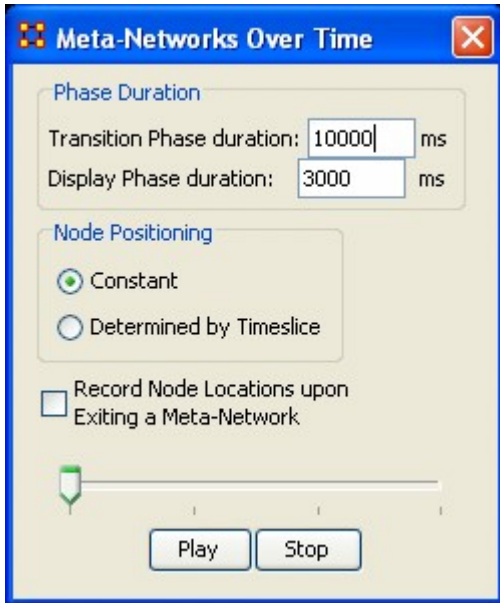 Meta-Networks Over Time
Phase Duration
Transition Phase duration: 10000 ms
Display Phase duration: 3000 ms
Node Positioning
Constant
Determined by Timeslice
Record Node Locations upon
Exiting a Meta-Network
Play Stop